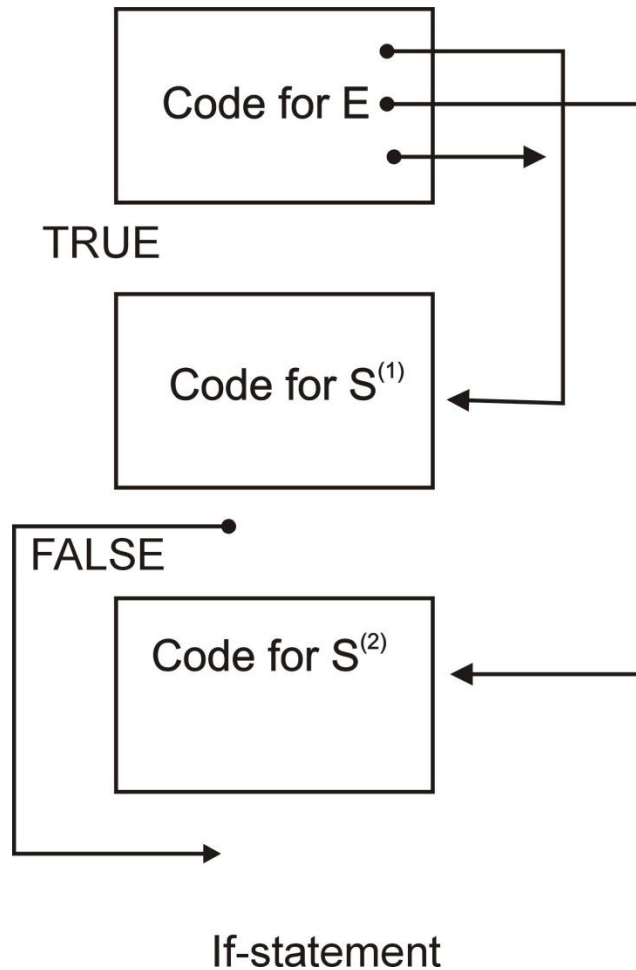 Code for E
TRUE
Code for S⁽¹⁾
FALSE
Code for S⁽²⁾
If-statement